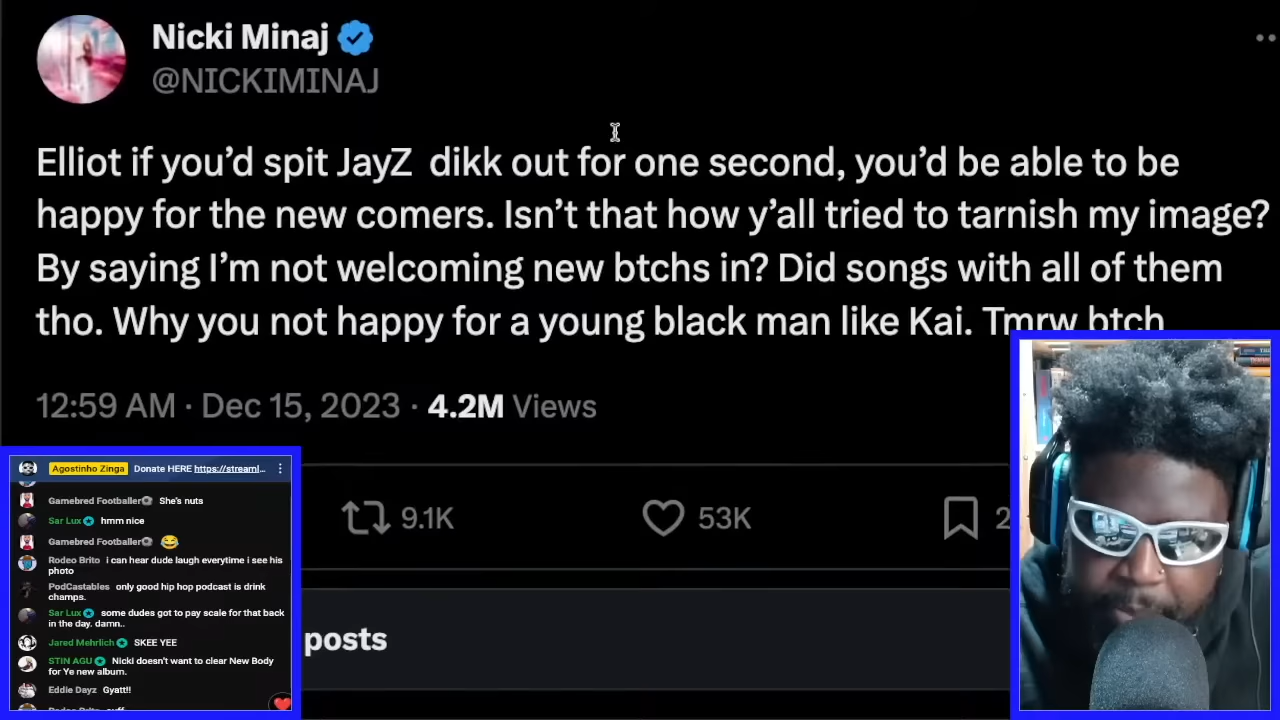 Nicki Minaj
@NICKIMINAJ
Elliot if you’d spit JayZ dikk out for one second, you’d be able to be
happy for the new comers. Isn’t that how y’all tried to tarnish my image?
By saying I’m not welcoming new btchs in? Did songs with all of them
tho. Why you not happy for a young black man like Kai. Tmrw btch
12:59 AM · Dec 15, 2023 · 4.2M Views
9.1K
53K
2
posts
Agostinho Zinga Donate HERE https://streaml...
Gamebred Footballer She's nuts
Sar Lux hmm nice
Gamebred Footballer 😂
Rodeo Brito i can hear dude laugh everytime i see his
photo
PodCastables only good hip hop podcast is drink
champs.
Sar Lux some dudes got to pay scale for that back
in the day. damn..
Jared Mehrlich SKEE YEE
STIN AGU Nicki doesn't want to clear New Body
for Ye new album.
Eddie Dayz Gyatt!!